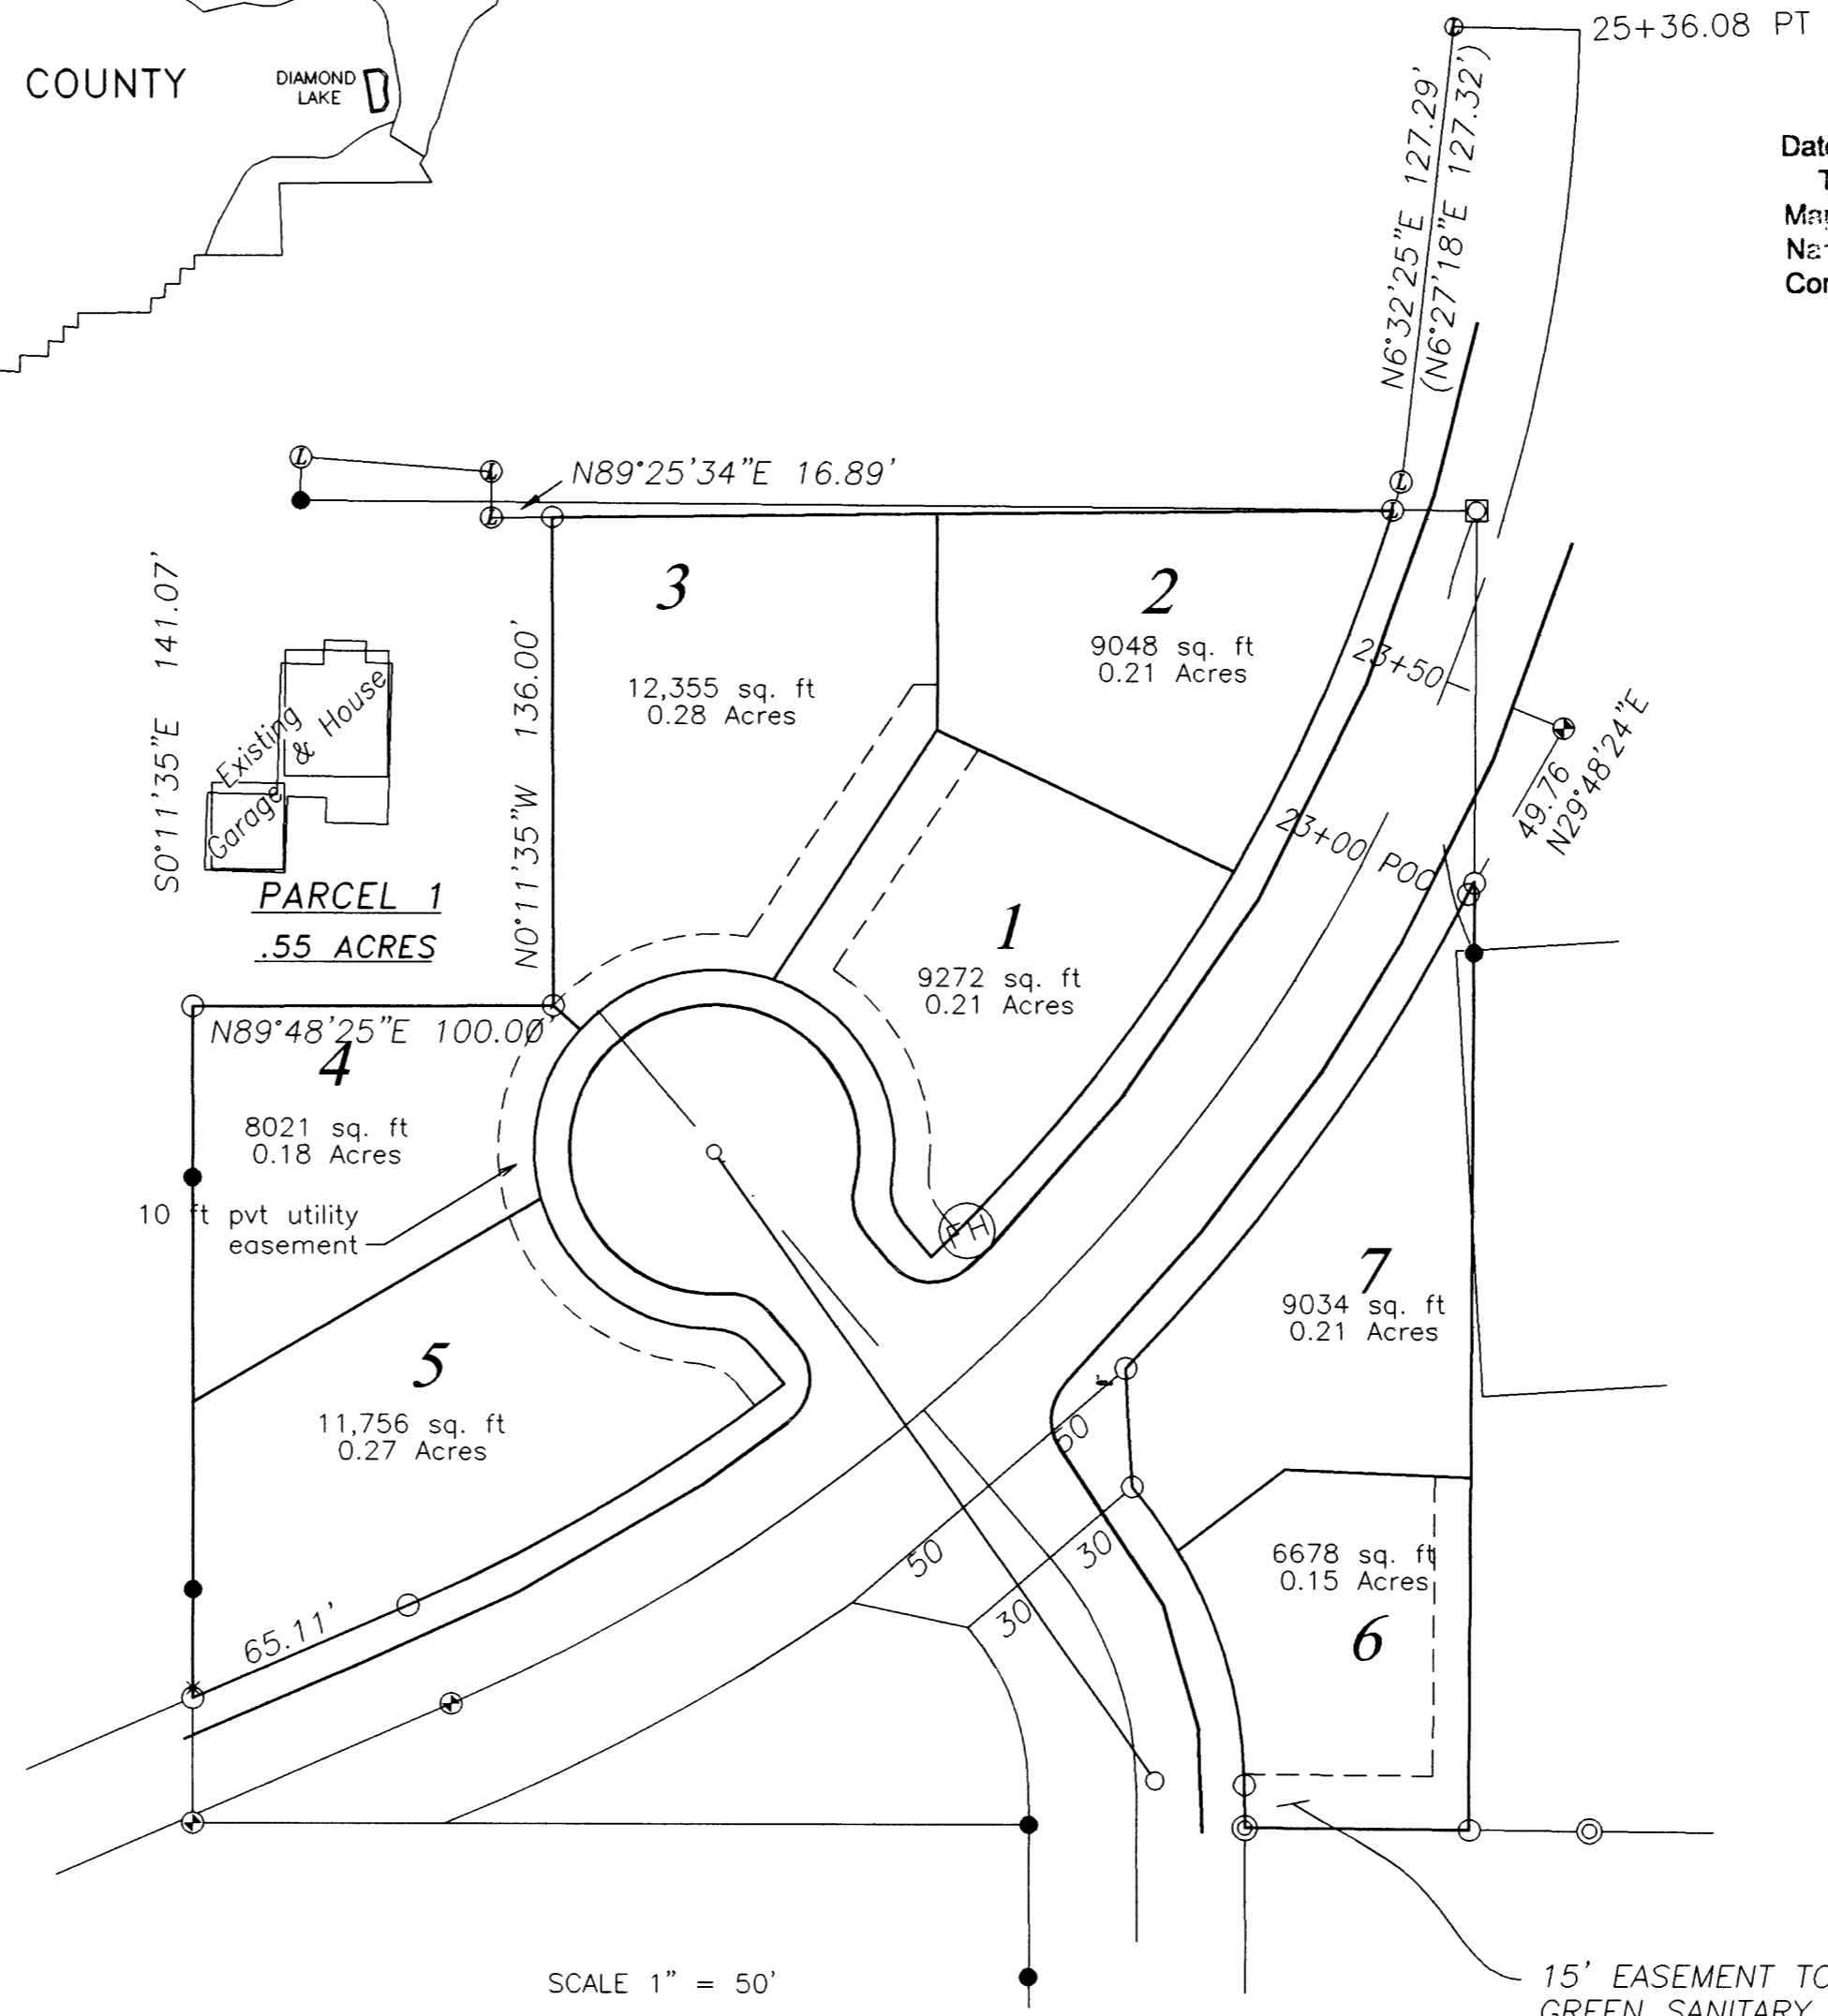 25+36.08 PT
COUNTY
DIAMOND
LAKE
N6°32'25"E 127.29'
(N6°27'18"E 127.32')
N89°25'34"E 16.89'
3
12,355 sq. ft
0.28 Acres
2
9048 sq. ft
0.21 Acres
S0°11'35"E 141.07'
Existing
& House
Garage
N0°11'35"W 136.00'
23+50
49.76
N29°48'24"E
23+00 POC
PARCEL 1
.55 ACRES
1
9272 sq. ft
0.21 Acres
N89°48'25"E 100.00'
4
8021 sq. ft
0.18 Acres
10 ft pvt utility
easement
FH
7
9034 sq. ft
0.21 Acres
5
11,756 sq. ft
0.27 Acres
60
50
30
30
6678 sq. ft
0.15 Acres
6
65.11'
SCALE 1" = 50'
15' EASEMENT TO
GREEN SANITARY